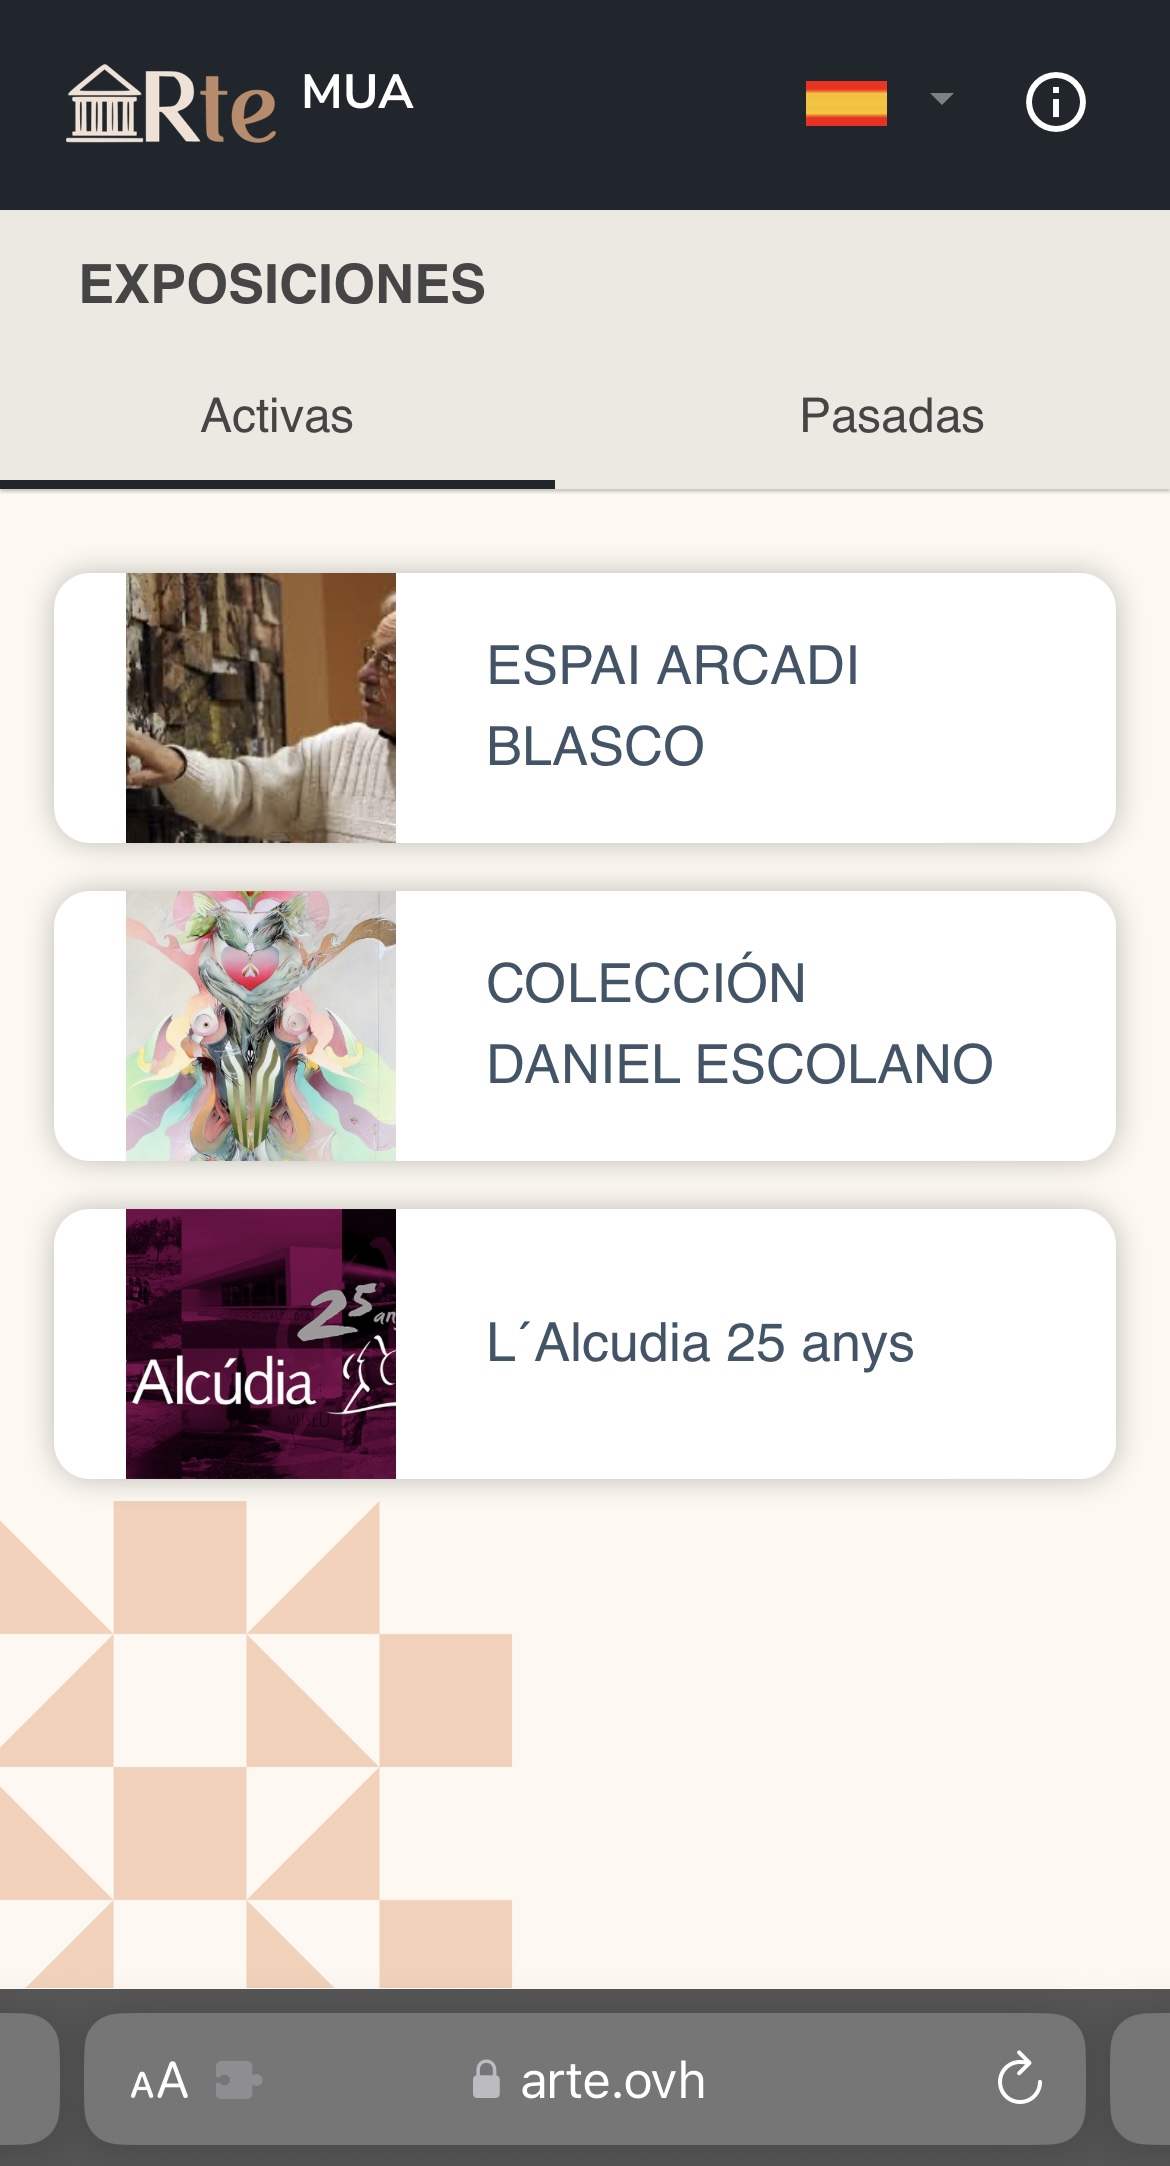 Rte MUA
EXPOSICIONES
Activas
Pasadas
ESPAI ARCADI
BLASCO
COLECCIÓN
DANIEL ESCOLANO
25 an
Alcúdia
MUSEU
L´Alcudia 25 anys
AA
arte.ovh